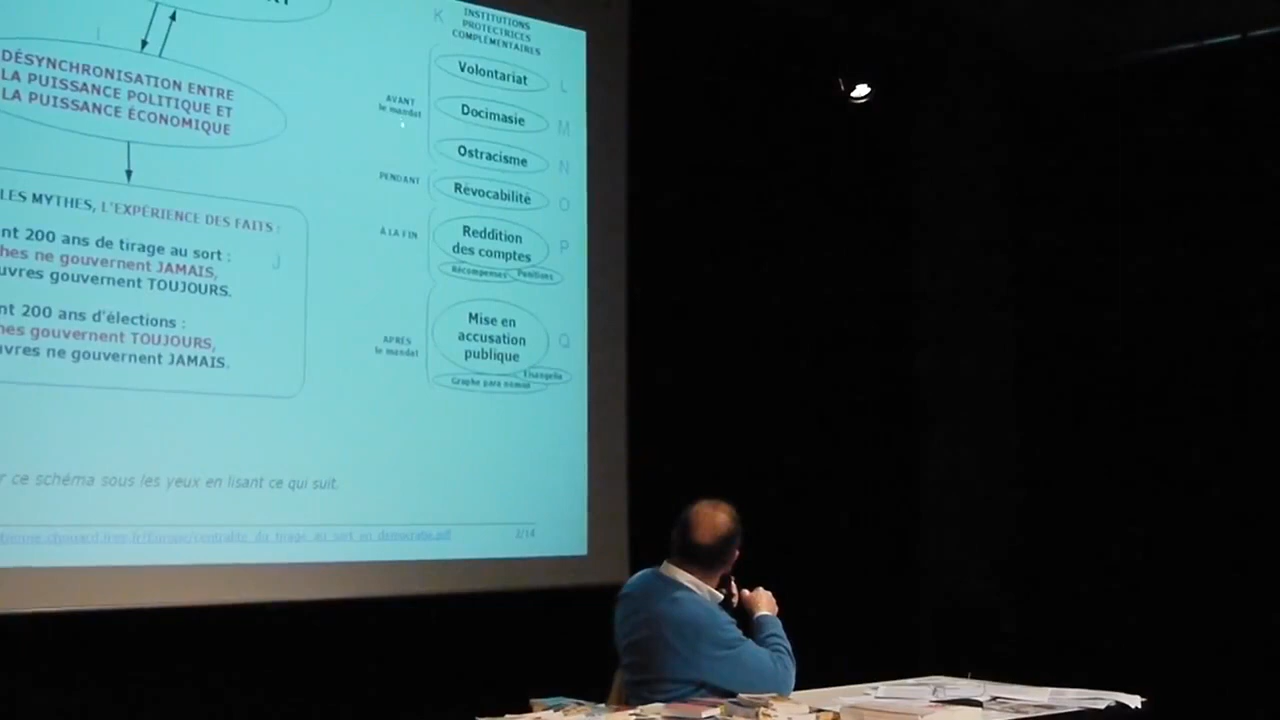 K
INSTITUTIONS
PROTECTRICES
COMPLÉMENTAIRES
I
DÉSYNCHRONISATION ENTRE
LA PUISSANCE POLITIQUE ET
LA PUISSANCE ÉCONOMIQUE
LES MYTHES, L'EXPÉRIENCE DES FAITS :
nt 200 ans de tirage au sort :
hes ne gouvernent JAMAIS,
uvres gouvernent TOUJOURS.
J
nt 200 ans d'élections :
hes gouvernent TOUJOURS,
uvres ne gouvernent JAMAIS.
AVANT
le mandat
Volontariat
L
Docimasie
M
Ostracisme
N
PENDANT
Révocabilité
O
À LA FIN
Reddition
des comptes
P
Récompenses
Punitions
APRÈS
le mandat
Mise en
accusation
publique
Q
Eisangelie
Graphe para nomon
r ce schéma sous les yeux en lisant ce qui suit.